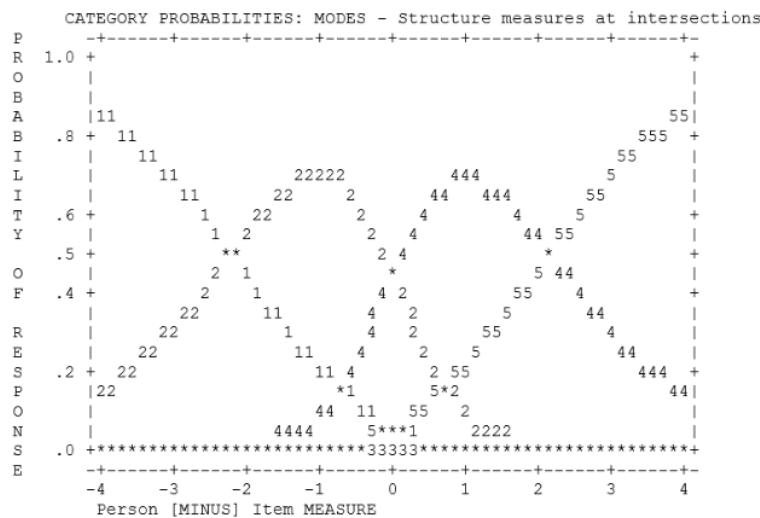 CATEGORY PROBABILITIES: MODES - Structure measures at intersections
P      -+------+------+------+------+------+------+------+------+-
R  1.0 +                                                         +
O      |                                                         |
B      |                                                         |
A      |11                                                     55|
B   .8 +  11                                                555  +
I      |    11                                            55     |
L      |      11           22222          444            5       |
I      |        11       22     2       44   444       55        |
T   .6 +          1    22        2     4        4     5          +
Y      |           1  2           2   4          44 55           |
    .5 +            **             2 4             *             +
O      |           2  1             *             5 44           |
F   .4 +          2    1           4 2          55    4          +
       |        22      11        4   2        5       44        |
R      |      22          1       4   2      55          4       |
E      |    22             11    4     2    5             44     |
S   .2 +  22                 11 4       2 55                444  +
P      |22                     *1       5*2                    44|
O      |                     44  11   55  2                      |
N      |                 4444     5***1     2222                 |
S   .0 +**************************33333**************************+
E      -+------+------+------+------+------+------+------+------+-
       -4     -3     -2     -1      0      1      2      3      4
Person [MINUS] Item MEASURE